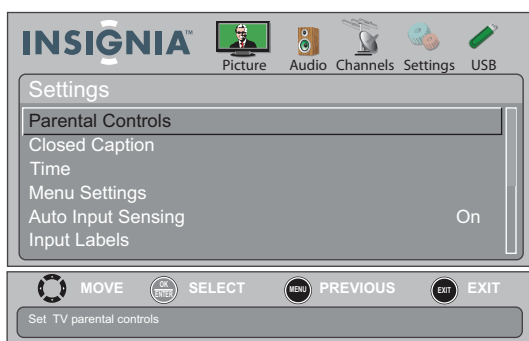 INSIGNIA™
Picture Audio Channels Settings USB
Settings
Parental Controls
Closed Caption
Time
Menu Settings
Auto Input Sensing On
Input Labels
MOVE OK ENTER SELECT MENU PREVIOUS EXIT EXIT
Set TV parental controls